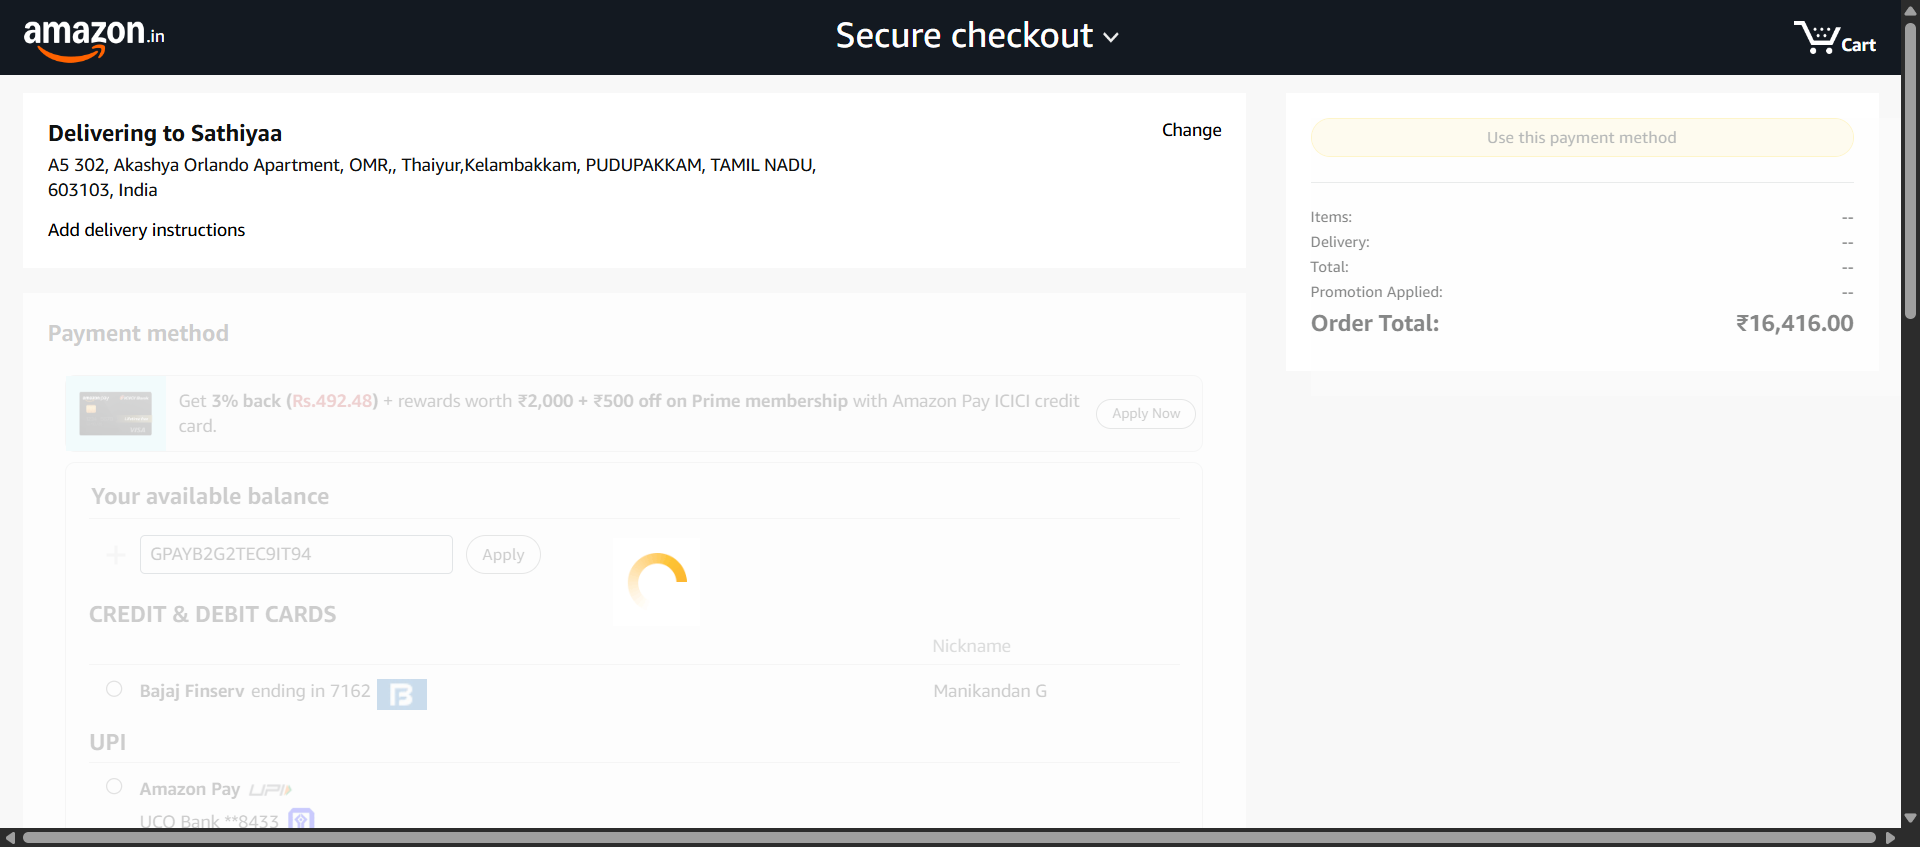 amazon.in
Secure checkout
Cart
Delivering to Sathiyaa
Change
A5 302, Akashya Orlando Apartment, OMR,, Thaiyur,Kelambakkam, PUDUPAKKAM, TAMIL NADU,
603103, India
Add delivery instructions
Payment method
Get 3% back (Rs.492.48) + rewards worth ₹2,000 + ₹500 off on Prime membership with Amazon Pay ICICI credit
card.
Apply Now
Your available balance
GPAYB2G2TEC9IT94
Apply
CREDIT & DEBIT CARDS
Nickname
Bajaj Finserv ending in 7162
Manikandan G
UPI
Amazon Pay UPI
UCO Bank **8433
Use this payment method
Items: --
Delivery: --
Total: --
Promotion Applied: --
Order Total: ₹16,416.00